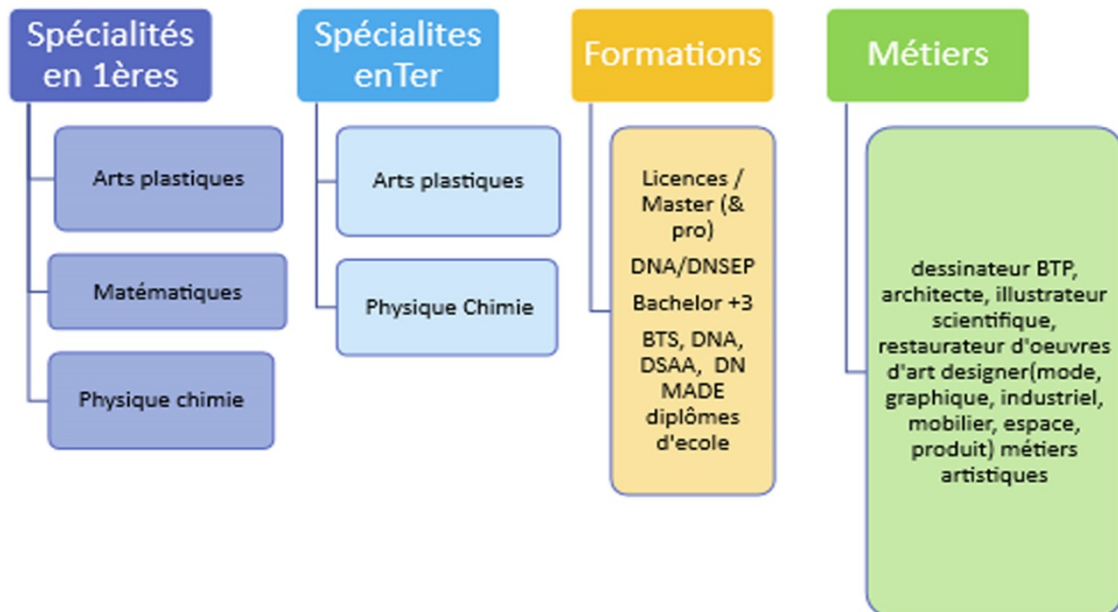 Spécialités
en 1ères
Arts plastiques
Matématiques
Physique chimie
Spécialites
enTer
Arts plastiques
Physique Chimie
Formations
Licences /
Master (&
pro)
DNA/DNSEP
Bachelor +3
BTS, DNA,
DSAA, DN
MADE
diplômes
d'ecole
Métiers
dessinateur BTP,
architecte, illustrateur
scientifique,
restaurateur d'oeuvres
d'art designer(mode,
graphique, industriel,
mobilier, espace,
produit) métiers
artistiques